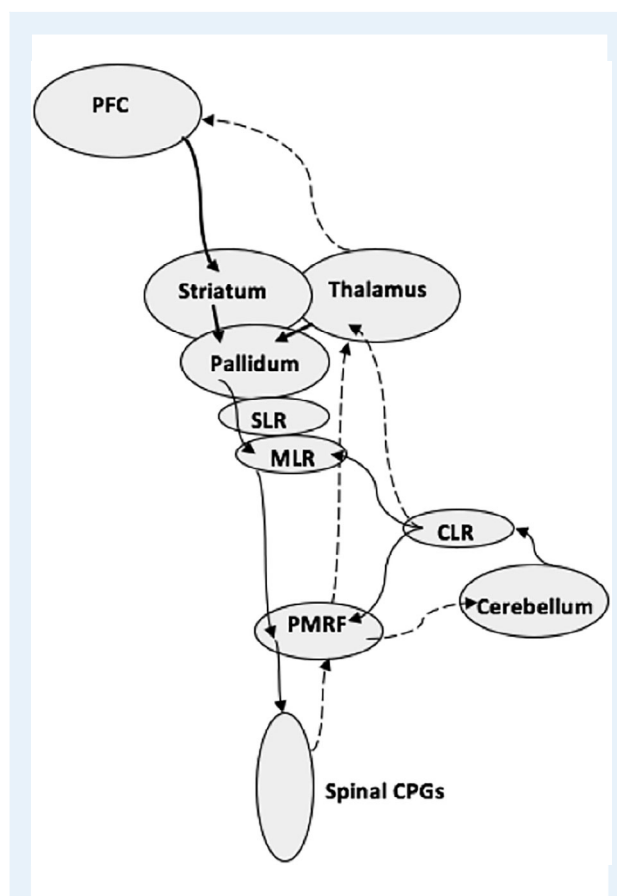 PFC
Striatum
Thalamus
Pallidum
SLR
MLR
CLR
Cerebellum
PMRF
Spinal CPGs